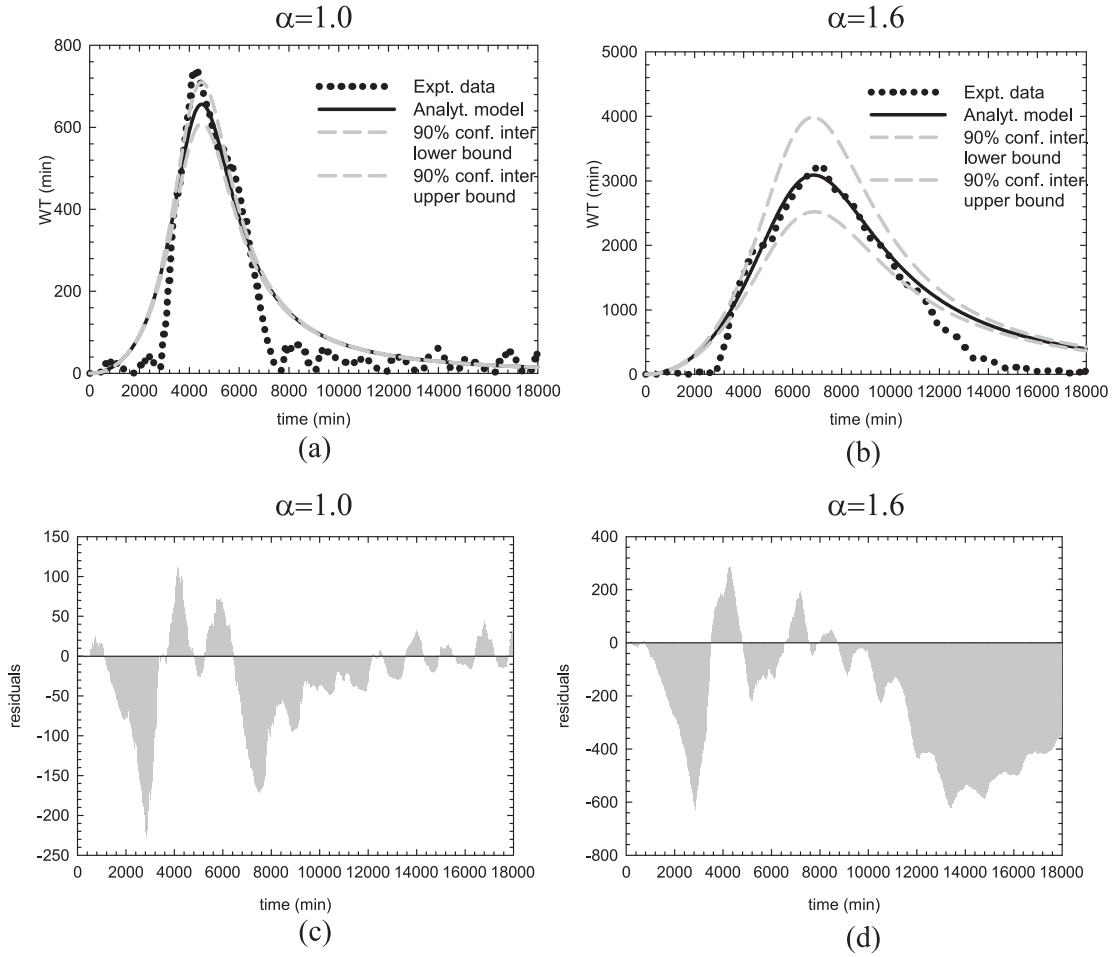 α=1.0
800
600
400
200
0
WT (min)
Expt. data
Analyt. model
90% conf. inter.
lower bound
90% conf. inter.
upper bound
0 2000 4000 6000 8000 10000 12000 14000 16000 18000
time (min)
(a)
α=1.6
5000
4000
3000
2000
1000
0
WT (min)
Expt. data
Analyt. model
90% conf. inter.
lower bound
90% conf. inter.
upper bound
0 2000 4000 6000 8000 10000 12000 14000 16000 18000
time (min)
(b)
α=1.0
150
100
50
0
-50
-100
-150
-200
-250
residuals
0 2000 4000 6000 8000 10000 12000 14000 16000 18000
time (min)
(c)
α=1.6
400
200
0
-200
-400
-600
-800
residuals
0 2000 4000 6000 8000 10000 12000 14000 16000 18000
time (min)
(d)